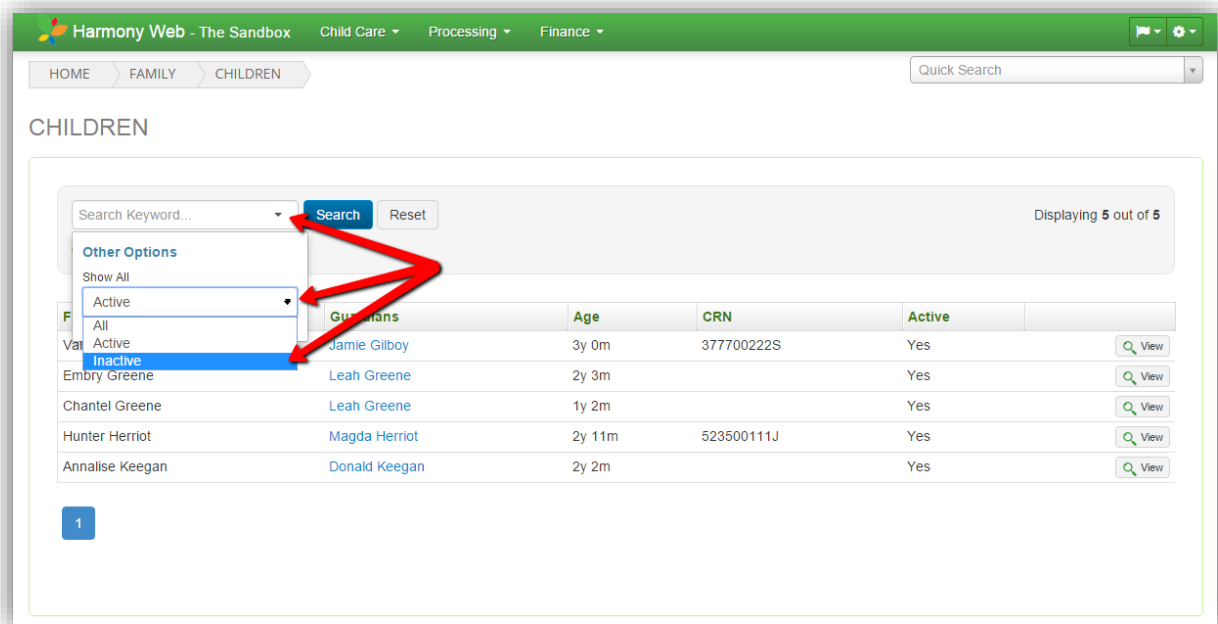 Harmony Web - The Sandbox Child Care Processing Finance
HOME FAMILY CHILDREN Quick Search
CHILDREN
Search Keyword... Search Reset Displaying 5 out of 5
Other Options
Show All
Active
All
Active
Inactive
Age CRN Active
Jamie Gilboy 3y 0m 377700222S Yes View
Embry Greene Leah Greene 2y 3m Yes View
Chantel Greene Leah Greene 1y 2m Yes View
Hunter Herriot Magda Herriot 2y 11m 523500111J Yes View
Annalise Keegan Donald Keegan 2y 2m Yes View
1